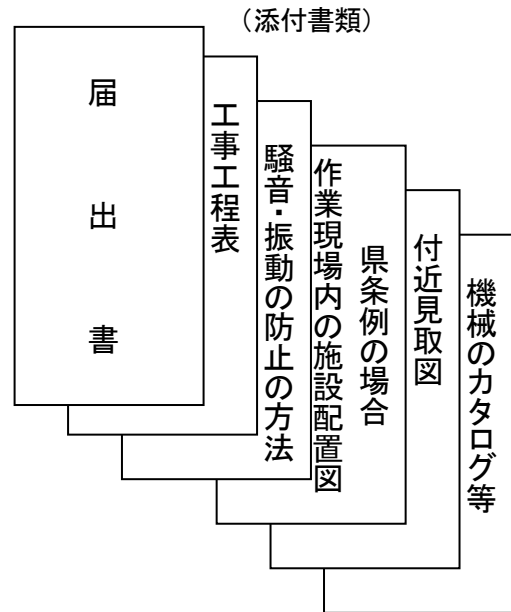 （添付書類）
届出書
工事工程表
騒音・振動の防止の方法
作業現場内の施設配置図
県条例の場合
付近見取図
機械のカタログ等